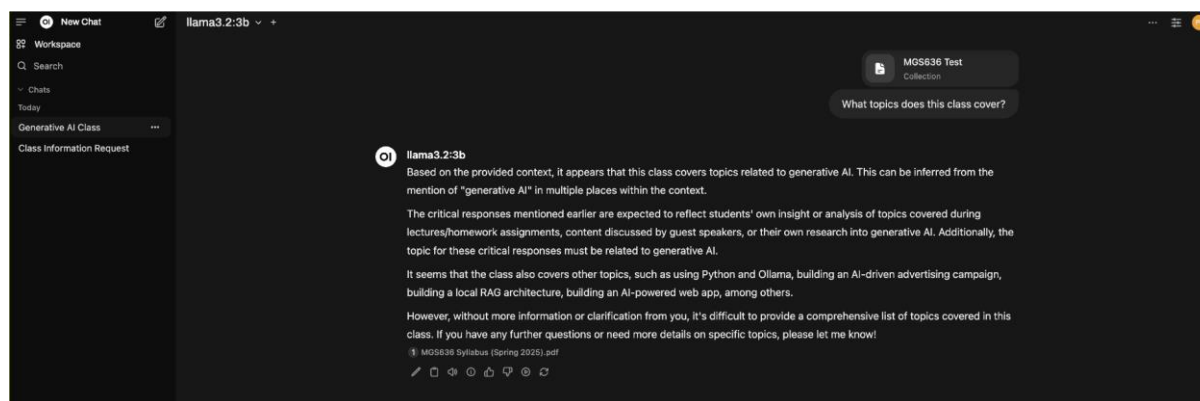 OI New Chat
Workspace
Search
Chats
Today
Generative AI Class
Class Information Request
llama3.2:3b
MGS636 Test
Collection
What topics does this class cover?
OI llama3.2:3b
Based on the provided context, it appears that this class covers topics related to generative AI. This can be inferred from the
mention of "generative AI" in multiple places within the context.
The critical responses mentioned earlier are expected to reflect students' own insight or analysis of topics covered during
lectures/homework assignments, content discussed by guest speakers, or their own research into generative AI. Additionally, the
topic for these critical responses must be related to generative AI.
It seems that the class also covers other topics, such as using Python and Ollama, building an AI-driven advertising campaign,
building a local RAG architecture, building an AI-powered web app, among others.
However, without more information or clarification from you, it's difficult to provide a comprehensive list of topics covered in this
class. If you have any further questions or need more details on specific topics, please let me know!
1 MGS636 Syllabus (Spring 2025).pdf